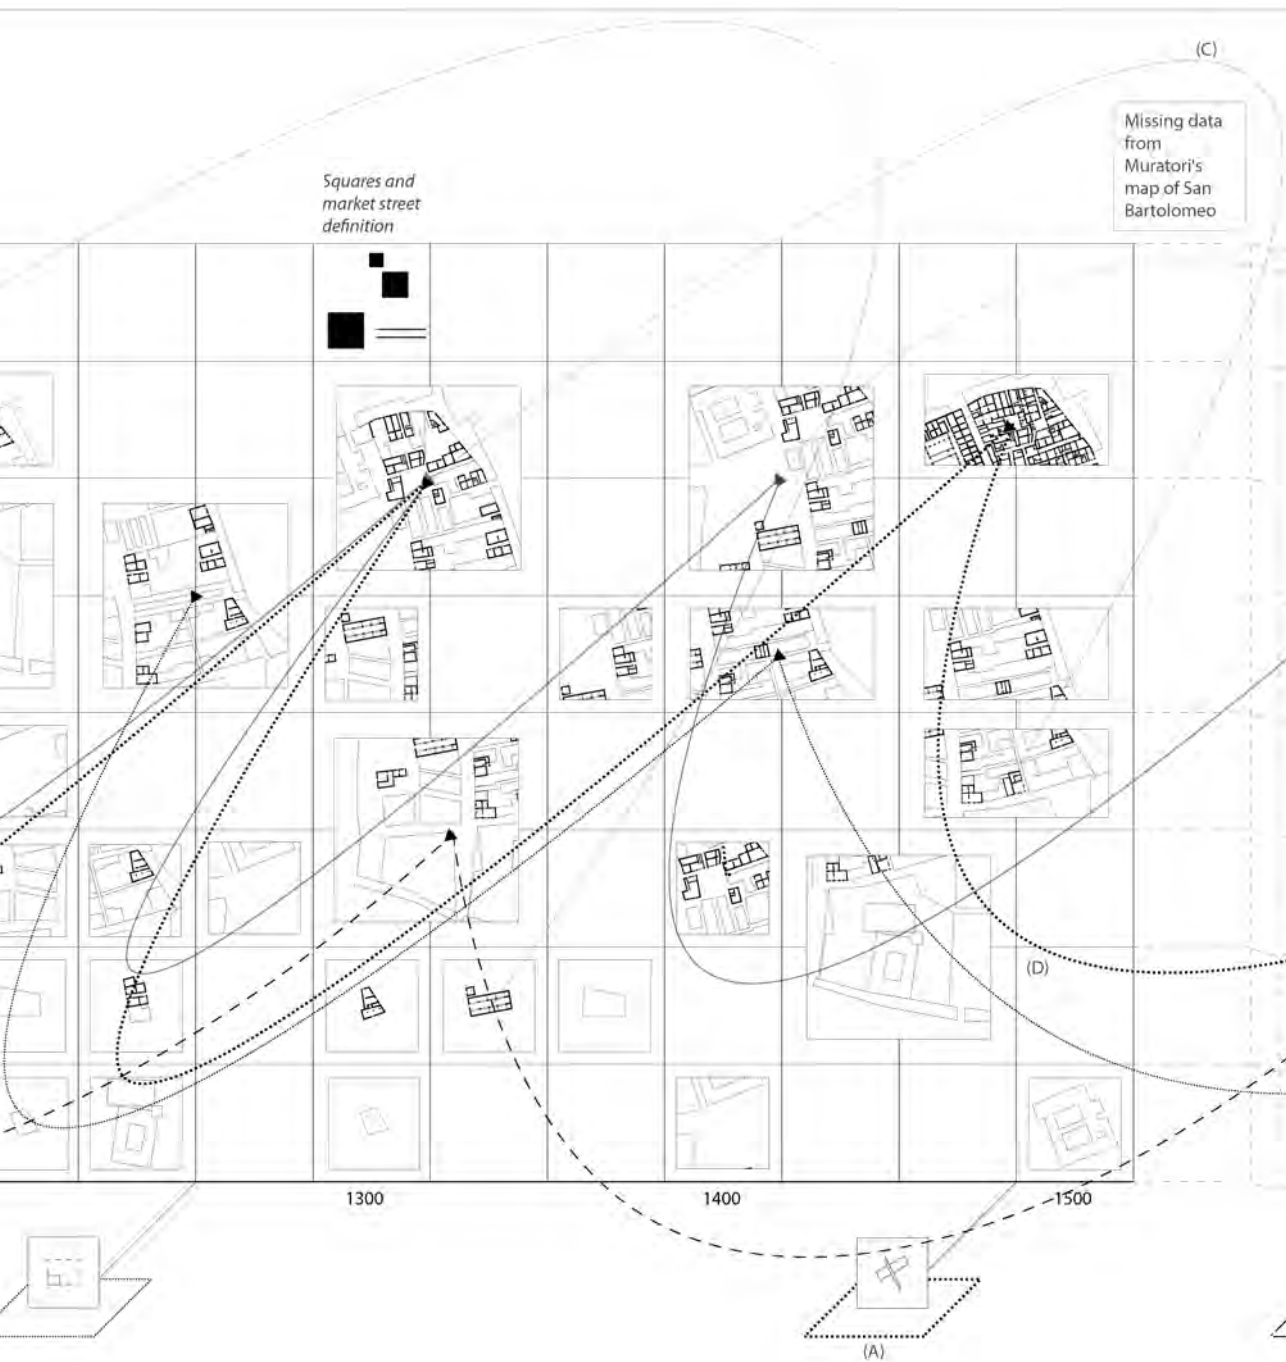 (C)
Missing data
from
Muratori's
map of San
Bartolomeo
Squares and
market street
definition
(D)
1300
1400
1500
(A)